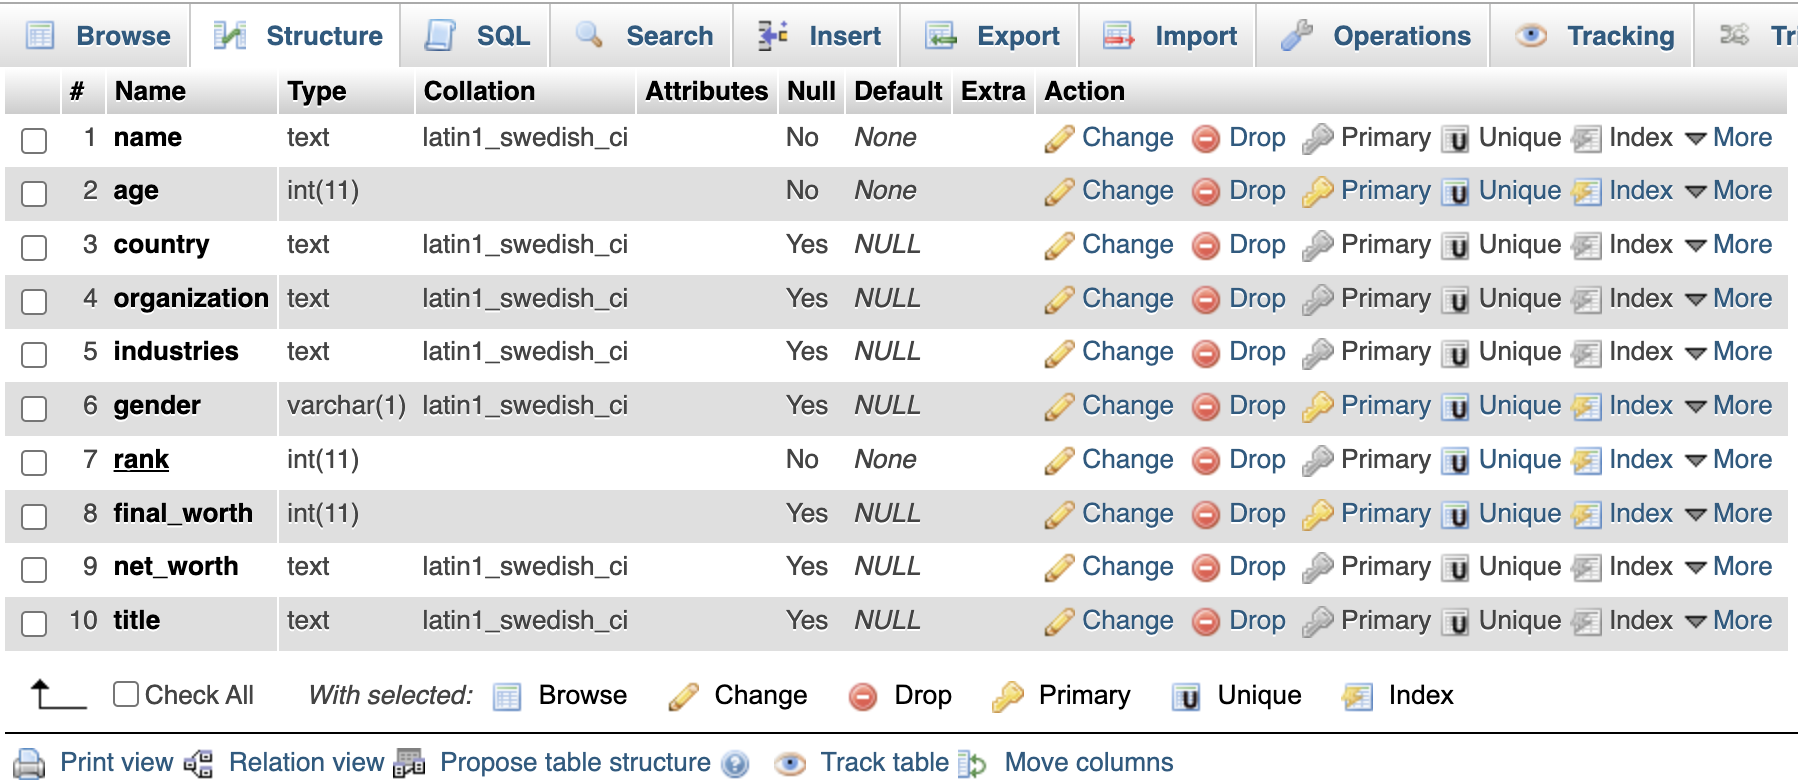 Browse Structure SQL Search Insert Export Import Operations Tracking Tri
# Name Type Collation Attributes Null Default Extra Action
1 name text latin1_swedish_ci No None Change Drop Primary Unique Index More
2 age int(11) No None Change Drop Primary Unique Index More
3 country text latin1_swedish_ci Yes NULL Change Drop Primary Unique Index More
4 organization text latin1_swedish_ci Yes NULL Change Drop Primary Unique Index More
5 industries text latin1_swedish_ci Yes NULL Change Drop Primary Unique Index More
6 gender varchar(1) latin1_swedish_ci Yes NULL Change Drop Primary Unique Index More
7 rank int(11) No None Change Drop Primary Unique Index More
8 final_worth int(11) Yes NULL Change Drop Primary Unique Index More
9 net_worth text latin1_swedish_ci Yes NULL Change Drop Primary Unique Index More
10 title text latin1_swedish_ci Yes NULL Change Drop Primary Unique Index More
Check All With selected: Browse Change Drop Primary Unique Index
Print view Relation view Propose table structure Track table Move columns